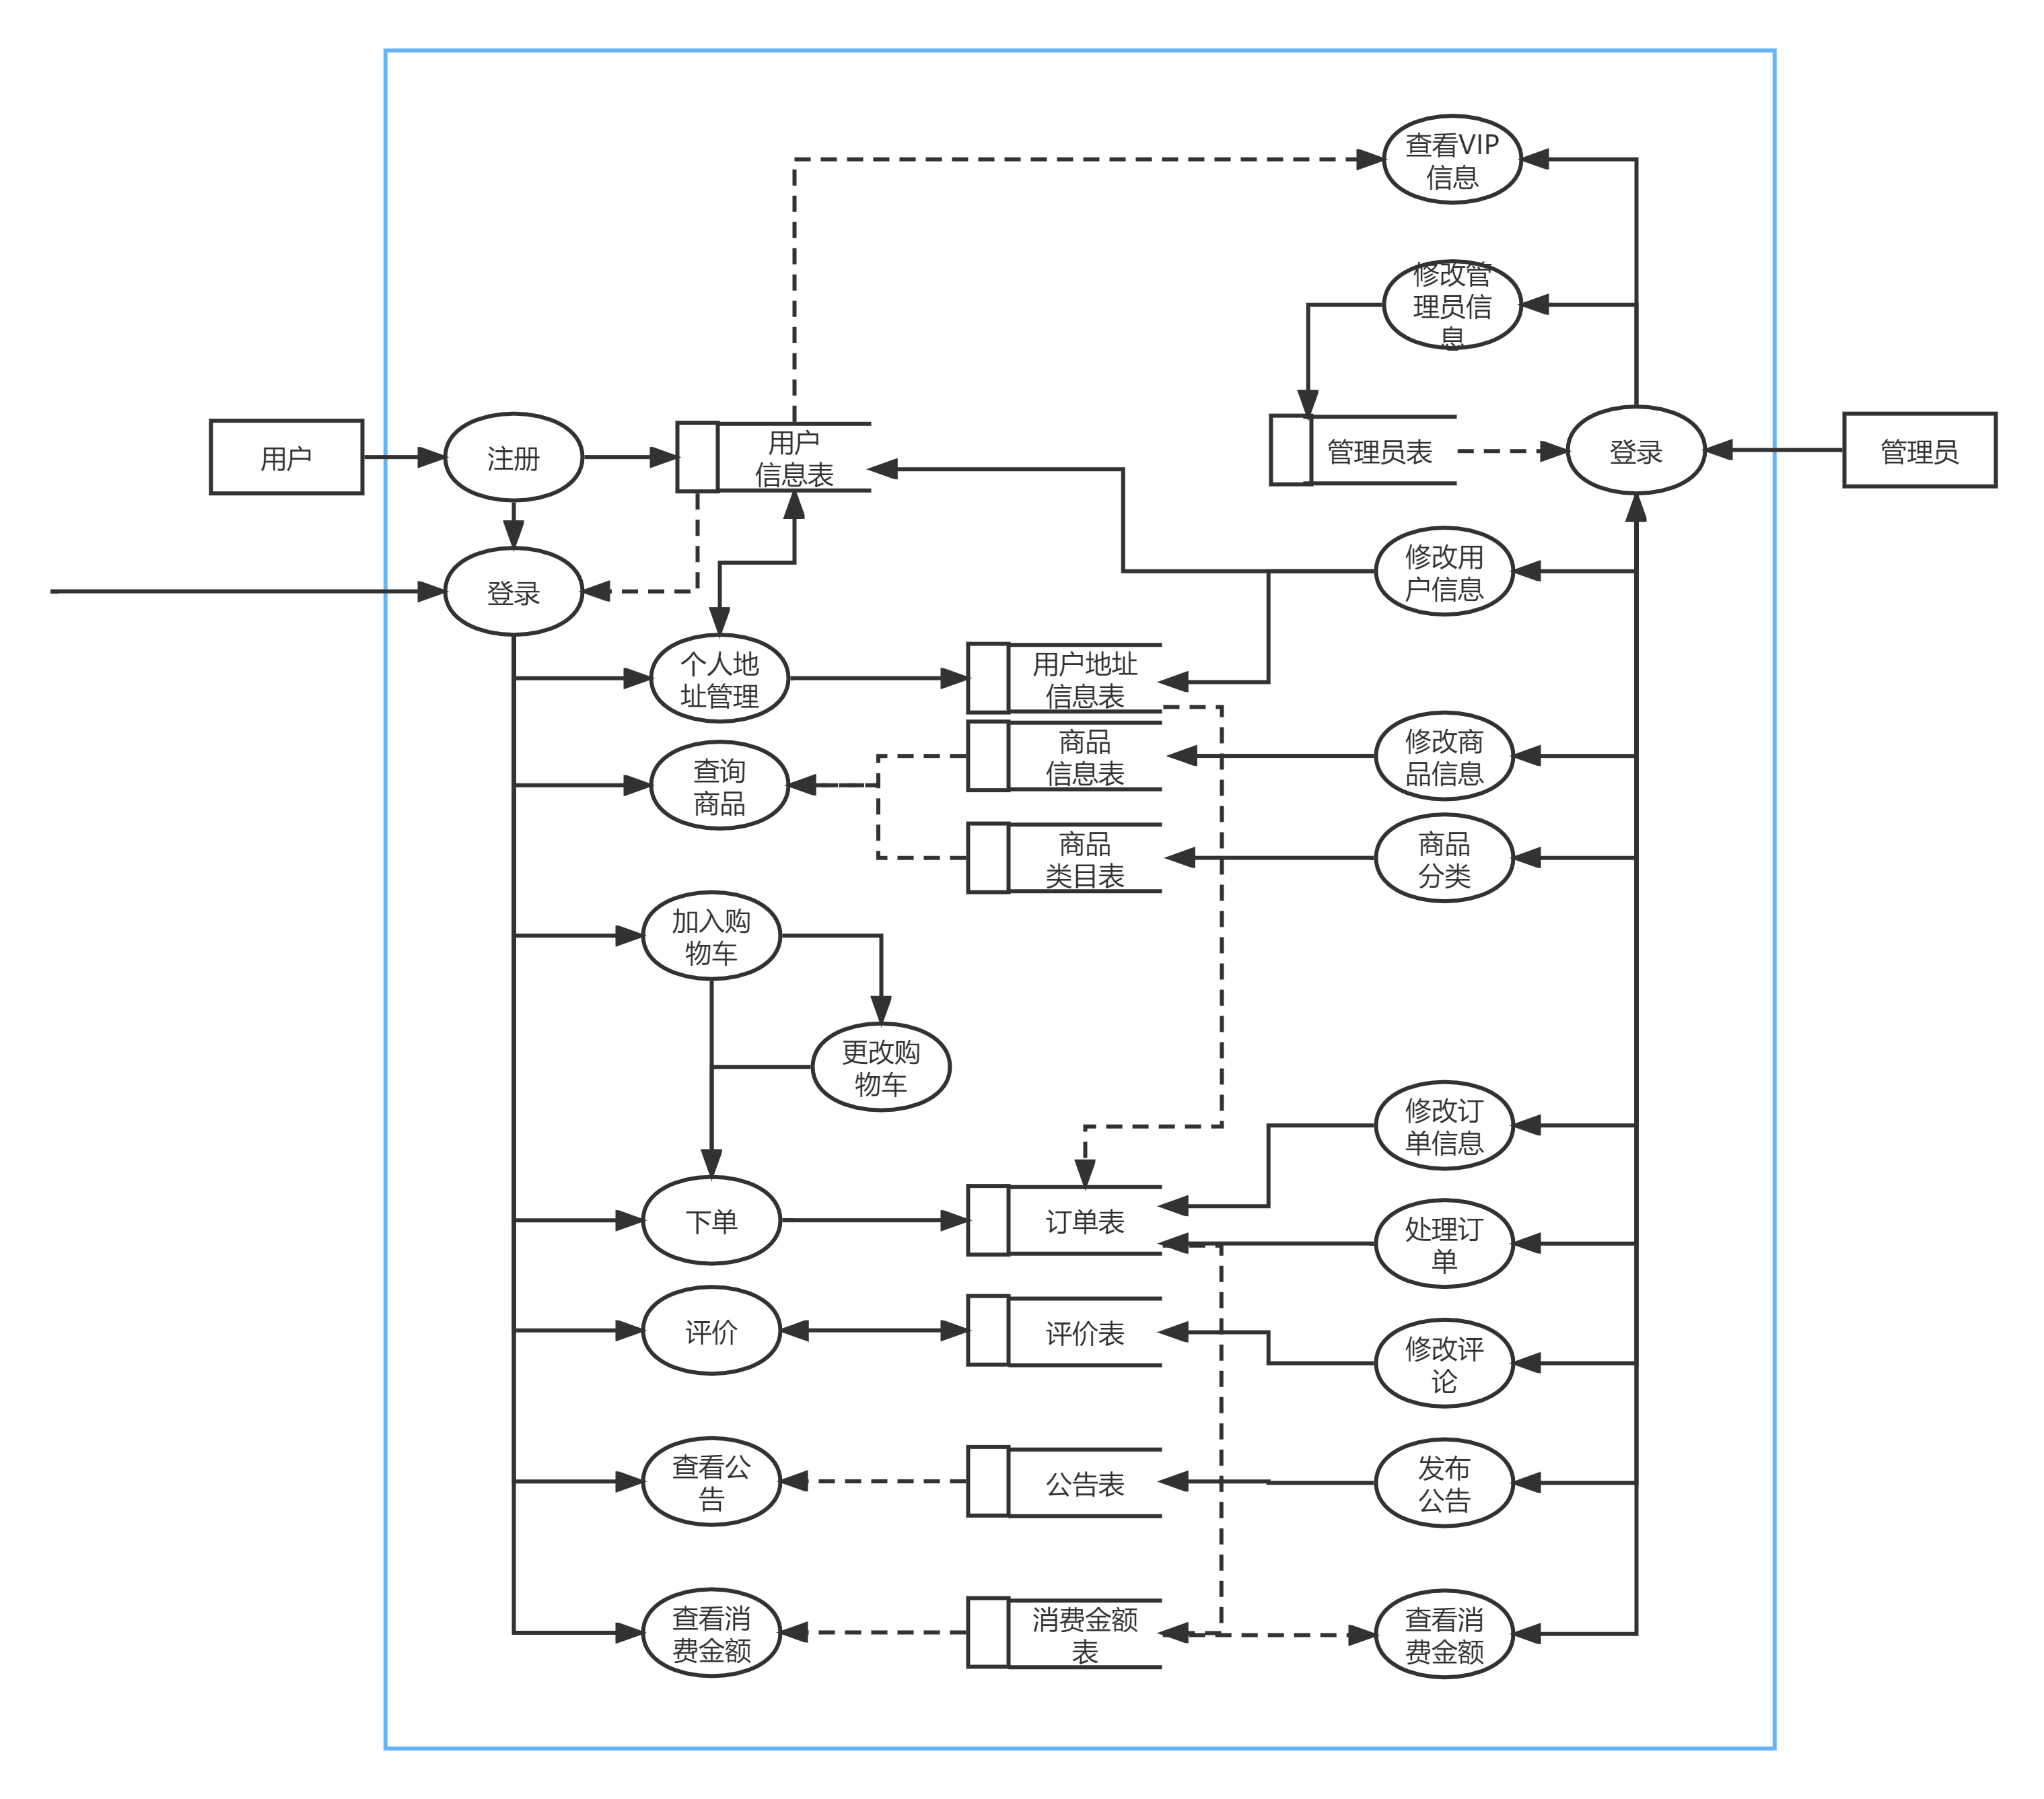 查看VIP
信息
修改管
理员信
息
用户
注册
用户
信息表
管理员表
登录
管理员
登录
修改用
户信息
个人地
址管理
用户地址
信息表
查询
商品
商品
信息表
修改商
品信息
商品
类目表
商品
分类
加入购
物车
更改购
物车
修改订
单信息
下单
订单表
处理订
单
评价
评价表
修改评
论
查看公
告
公告表
发布
公告
查看消
费金额
消费金额
表
查看消
费金额